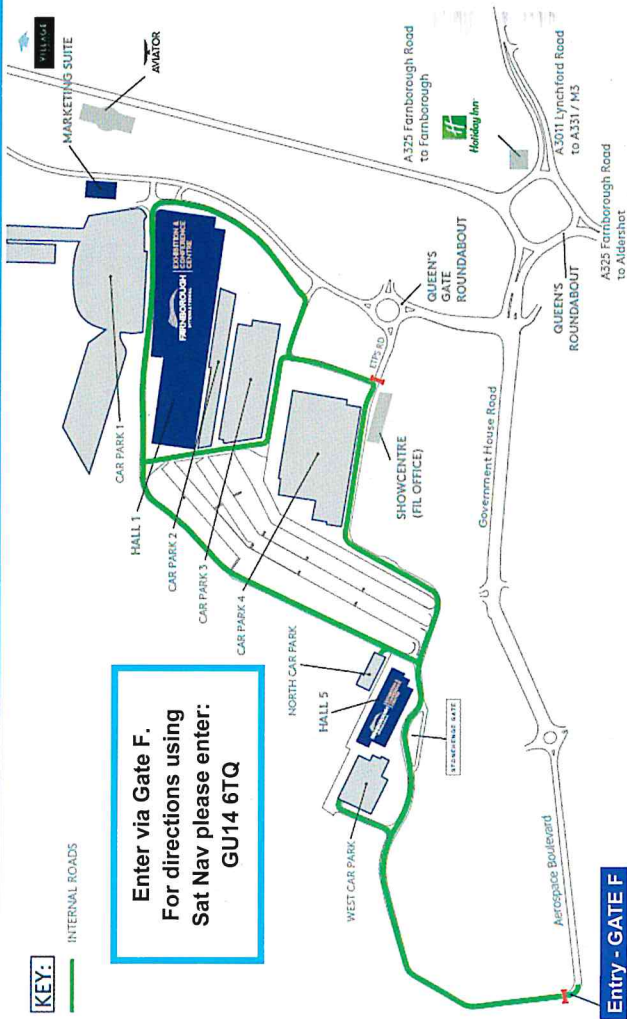 KEY:
INTERNAL ROADS
Enter via Gate F.
For directions using
Sat Nav please enter:
GU14 6TQ
VILLAGE
MARKETING SUITE
AVIATOR
CAR PARK 1
FARNBOROUGH
INTERNATIONAL
EXHIBITION &
CONFERENCE
CENTRE
HALL 1
CAR PARK 2
CAR PARK 3
CAR PARK 4
A325 Farnborough Road
to Farnborough
Holiday Inn
A3011 Lynchford Road
to A331 / M3
QUEEN'S GATE
ROUNDABOUT
ETPS RD
QUEEN'S
ROUNDABOUT
A325 Farnborough Road
to Aldershot
SHOWCENTRE
(FIL OFFICE)
Government House Road
NORTH CAR PARK
HALL 5
STONEHENGE GATE
WEST CAR PARK
Aerospace Boulevard
Entry - GATE F